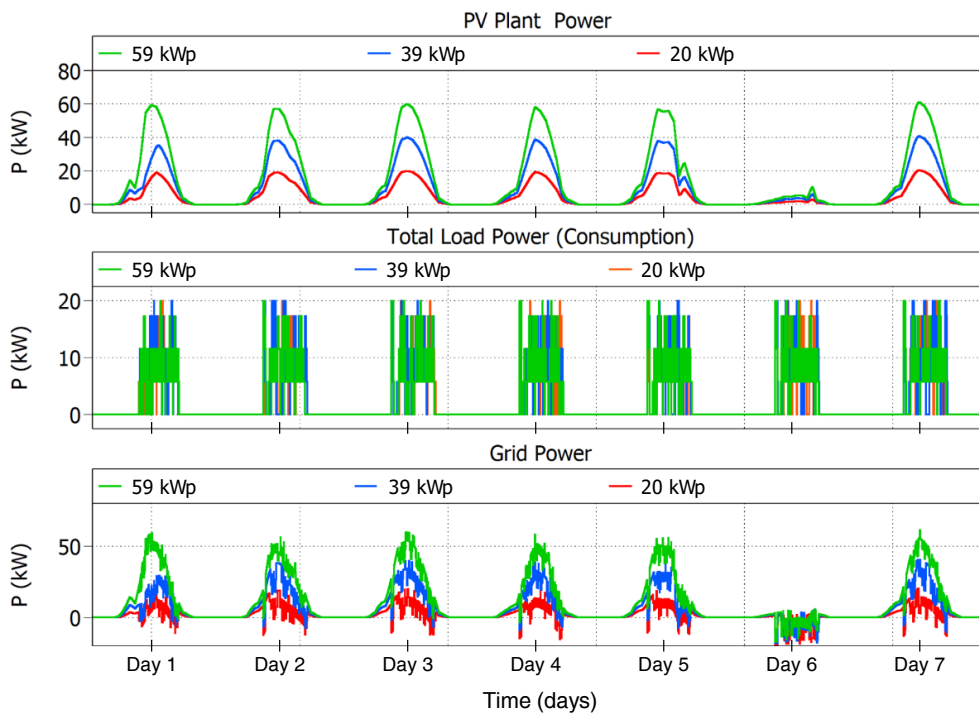 PV Plant Power
59 kWp 39 kWp 20 kWp
80
60
40
20
0
P (kW)
Total Load Power (Consumption)
59 kWp 39 kWp 20 kWp
20
10
0
P (kW)
Grid Power
59 kWp 39 kWp 20 kWp
50
0
P (kW)
Day 1 Day 2 Day 3 Day 4 Day 5 Day 6 Day 7
Time (days)